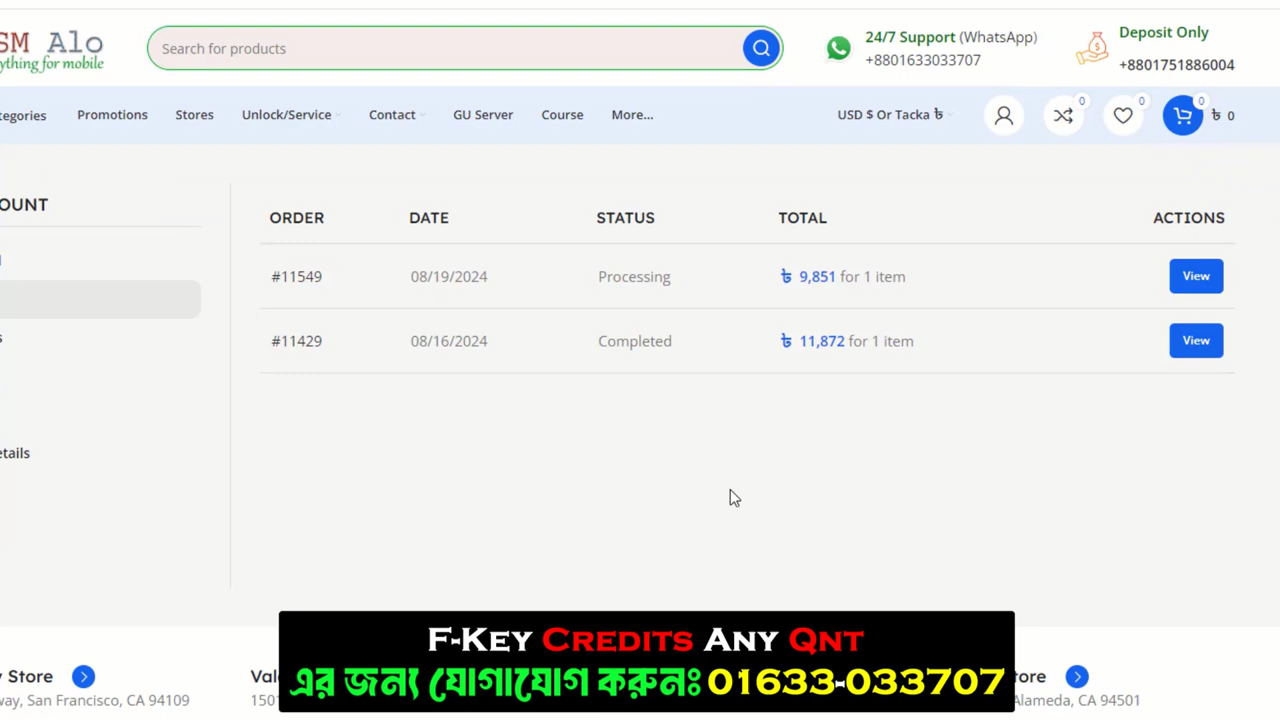 SM Alo
ything for mobile
Search for products
24/7 Support (WhatsApp)
+8801633033707
Deposit Only
+8801751886004
tegories Promotions Stores Unlock/Service Contact GU Server Course More...
USD $ Or Tacka ৳ 0 0 0 ৳ 0
OUNT
ORDER DATE STATUS TOTAL ACTIONS
#11549 08/19/2024 Processing ৳ 9,851 for 1 item View
#11429 08/16/2024 Completed ৳ 11,872 for 1 item View
etails
F-Key Credits Any Qnt
এর জন্য যোগাযোগ করুনঃ 01633-033707
Store
way, San Francisco, CA 94109
Val
1501
ore
Alameda, CA 94501